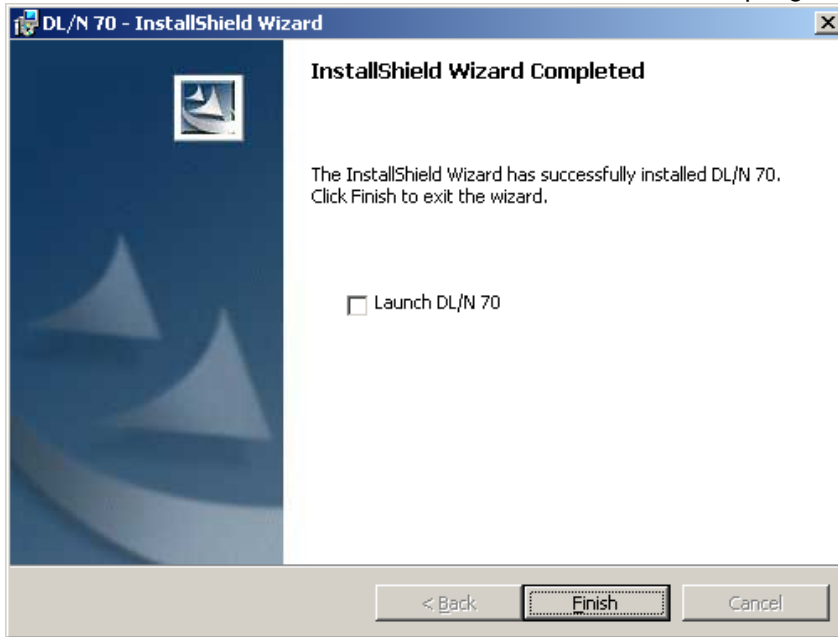 DL/N 70 - InstallShield Wizard
InstallShield Wizard Completed
The InstallShield Wizard has successfully installed DL/N 70.
Click Finish to exit the wizard.
Launch DL/N 70
< Back
Finish
Cancel